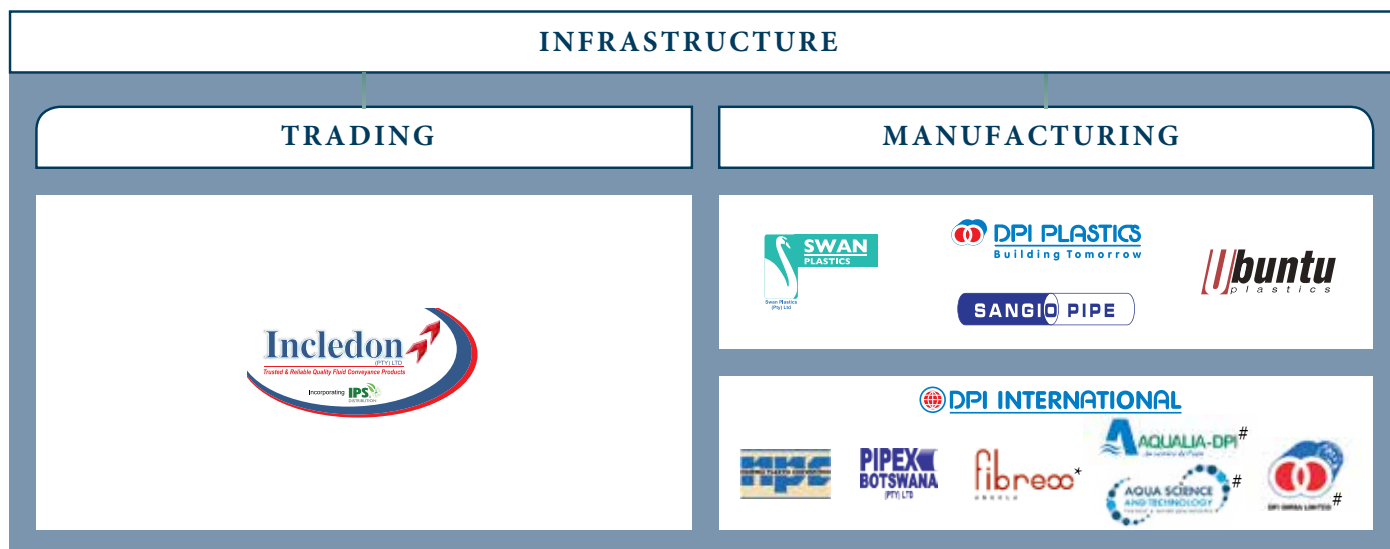 INFRASTRUCTURE
TRADING
MANUFACTURING
Incledon
(PTY) LTD
Trusted & Reliable Quality Fluid Conveyance Products
Incorporating IPS
DISTRIBUTION
SWAN
PLASTICS
Swan Plastics
(Pty) Ltd
DPI PLASTICS
Building Tomorrow
SANGIO PIPE
Ubuntu
plastics
DPI INTERNATIONAL
npc
PIPEX
BOTSWANA
(PTY) LTD
fibrex*
ANGOLA
AQUALIA-DPI#
AQUA SCIENCE #
AND TECHNOLOGY
#